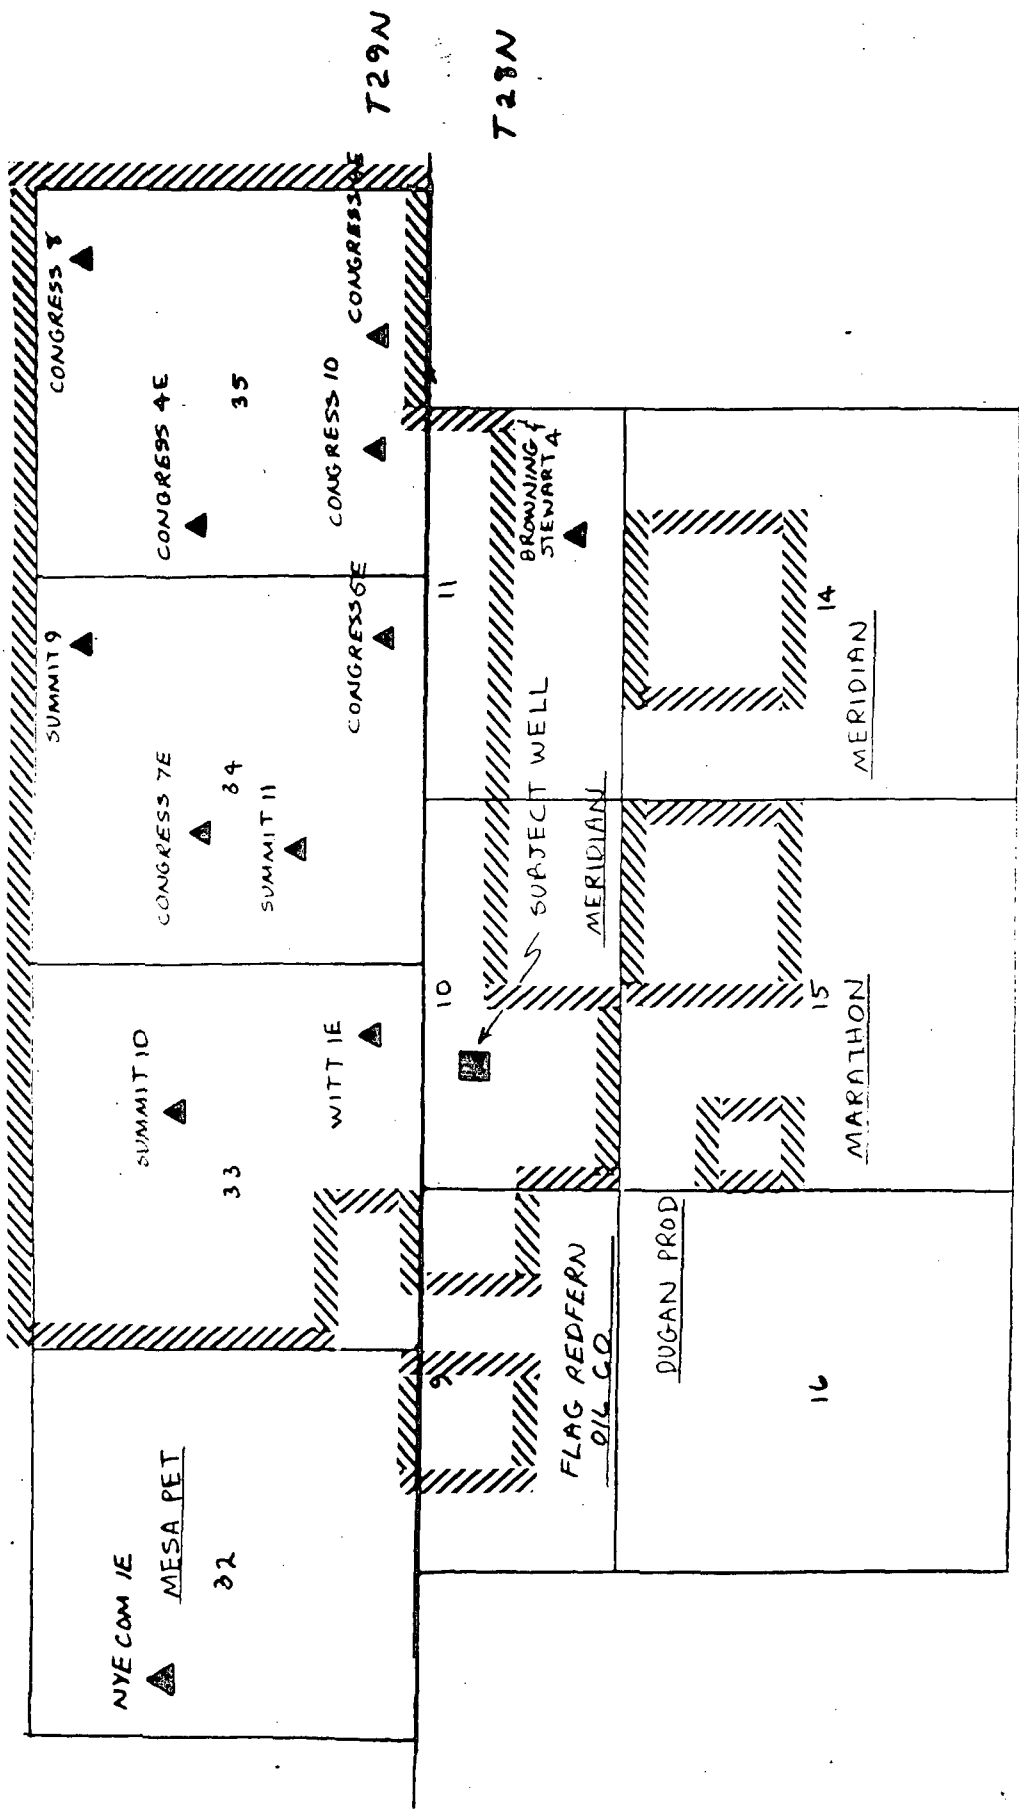 T29N
T28N
NYE COM 1E
MESA PET
32
SUMMIT 10
33
WITT 1E
SUMMIT 9
CONGRESS 7E
34
SUMMIT 11
CONGRESS 6E
CONGRESS 8
CONGRESS 4E
35
CONGRESS 10
CONGRESS
9
FLAG REDFERN
OIL CO
10
SUBJECT WELL
MERIDIAN
11
BROWNING &
STEWART 4
DUGAN PROD
16
15
MARATHON
14
MERIDIAN